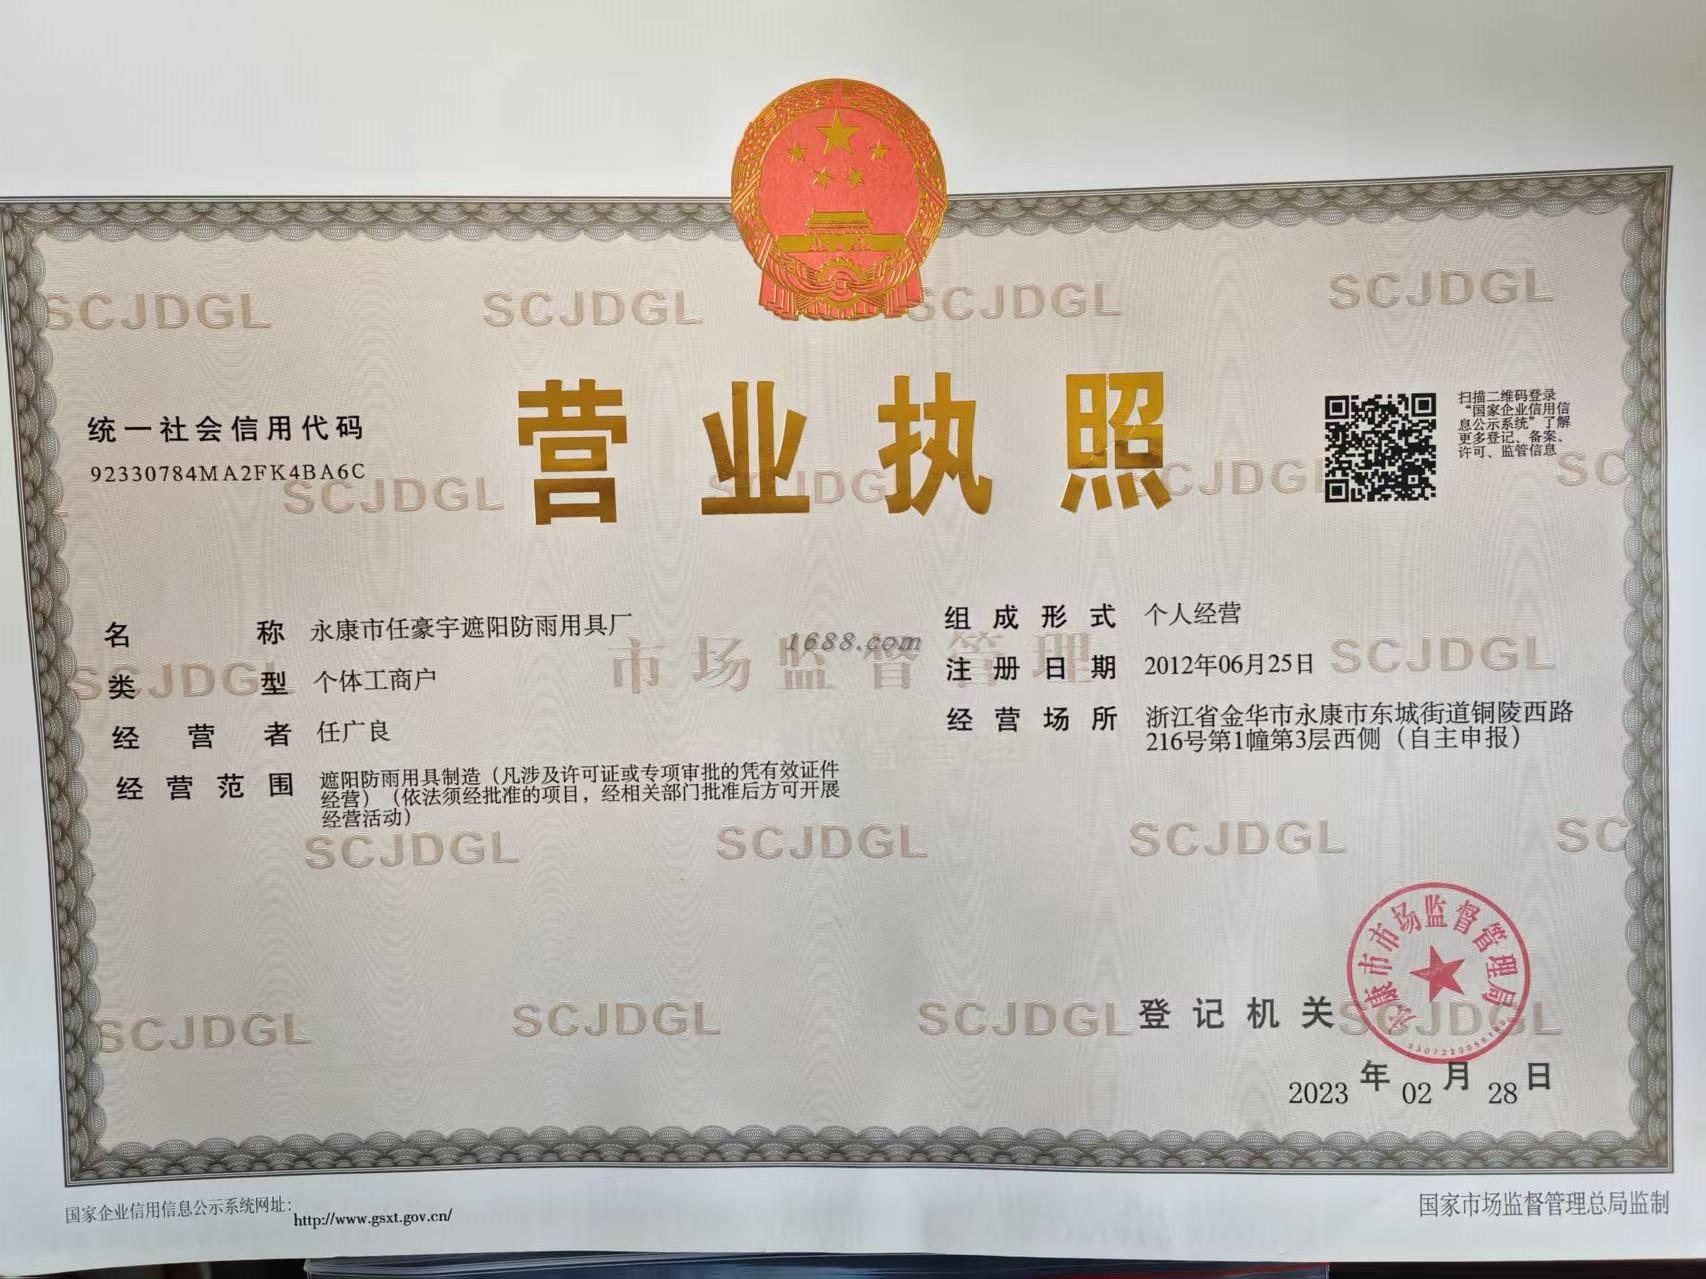 营业执照
统一社会信用代码
92330784MA2FK4BA6C
扫描二维码登录
“国家企业信用信
息公示系统”了解
更多登记、备案、
许可、监管信息
名称 永康市任豪宇遮阳防雨用具厂
类型 个体工商户
经营者 任广良
经营范围 遮阳防雨用具制造（凡涉及许可证或专项审批的凭有效证件
经营）（依法须经批准的项目，经相关部门批准后方可开展
经营活动）
组成形式 个人经营
注册日期 2012年06月25日
经营场所 浙江省金华市永康市东城街道铜陵西路
216号第1幢第3层西侧（自主申报）
1688.com
市场监督管理
SCJDGL
SCJDGL
SCJDGL
SCJDGL
SCJDGL
SCJDGL
SCJDGL
SCJDGL
SCJDGL
SCJDGL
SCJDGL
SCJDGL
SCJDGL
SCJDGL
登记机关
永康市市场监督管理局
2023年02月28日
国家企业信用信息公示系统网址：
http://www.gsxt.gov.cn/
国家市场监督管理总局监制